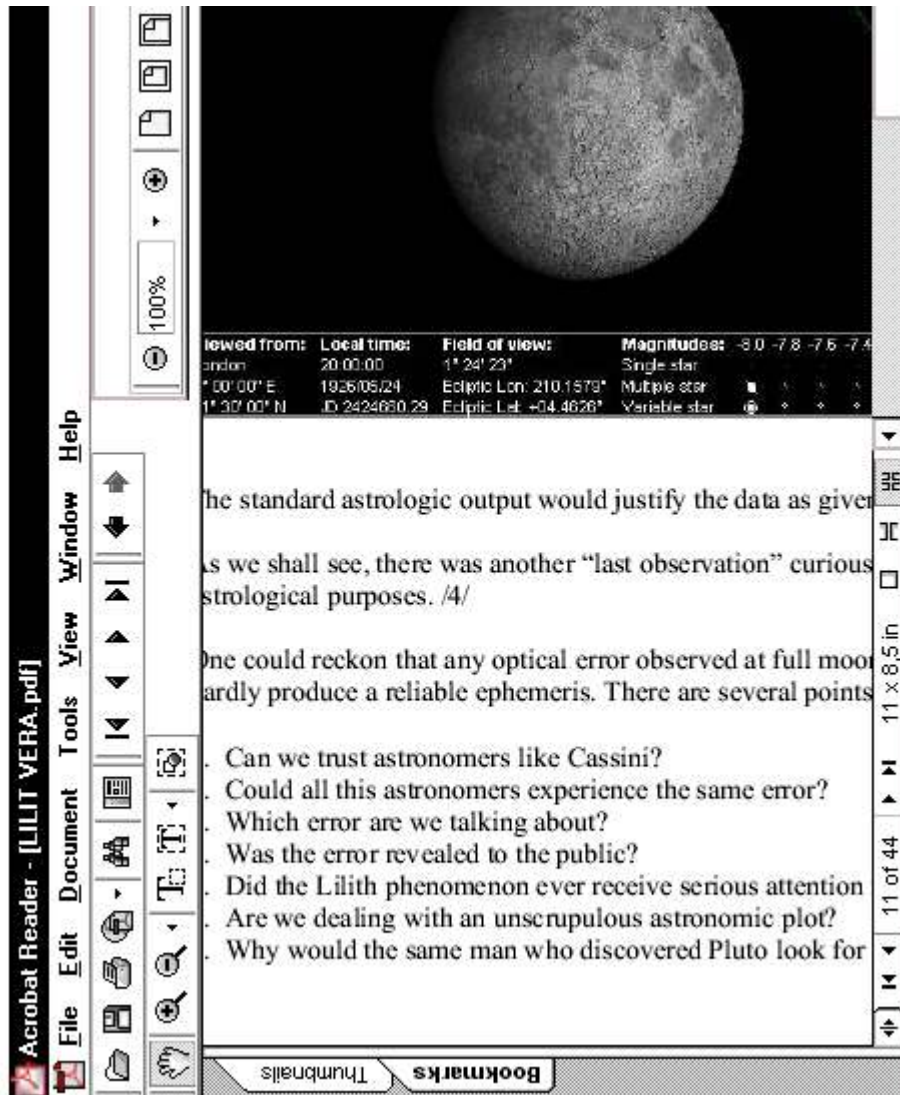 Acrobat Reader - [LILIT VERA.pdf]
File Edit Document Tools View Window Help
100%
iewed from: Local time: Field of view: Magnitudes: -8.0 -7.8 -7.6 -7.4
ondon 20:00:00 1° 24' 23" Single star
° 00' 00" E Ecliptic Lon: Multiple star
1° 30' 00" N JD 2424660.29 Ecliptic Lat: +04.4626° Variable star
he standard astrologic output would justify the data as given
s we shall see, there was another “last observation” curious
strological purposes. /4/
One could reckon that any optical error observed at full moon
ardly produce a reliable ephemeris. There are several points
. Can we trust astronomers like Cassini?
. Could all this astronomers experience the same error?
. Which error are we talking about?
. Was the error revealed to the public?
. Did the Lilith phenomenon ever receive serious attention
. Are we dealing with an unscrupulous astronomic plot?
. Why would the same man who discovered Pluto look for
Bookmarks
Thumbnails
11 of 44
11 x 8,5 in